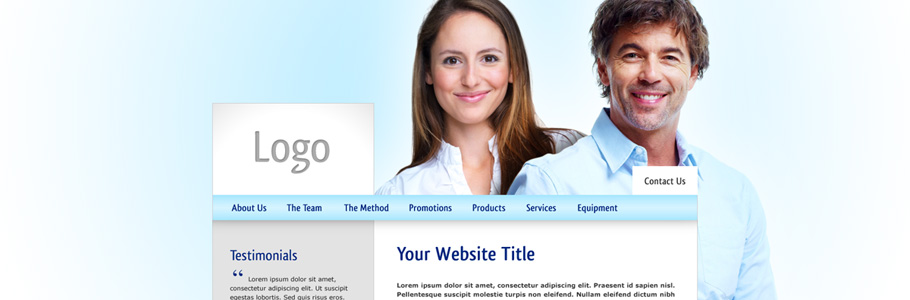 Logo
Contact Us
About Us The Team The Method Promotions Products Services Equipment
Testimonials
“ Lorem ipsum dolor sit amet,
consectetur adipiscing elit. Ut suscipit
egestas lobortis. Sed quis risus eros.
Your Website Title
Lorem ipsum dolor sit amet, consectetur adipiscing elit. Praesent id sapien nisl.
Pellentesque suscipit molestie turpis non eleifend. Nullam eleifend dictum nibh